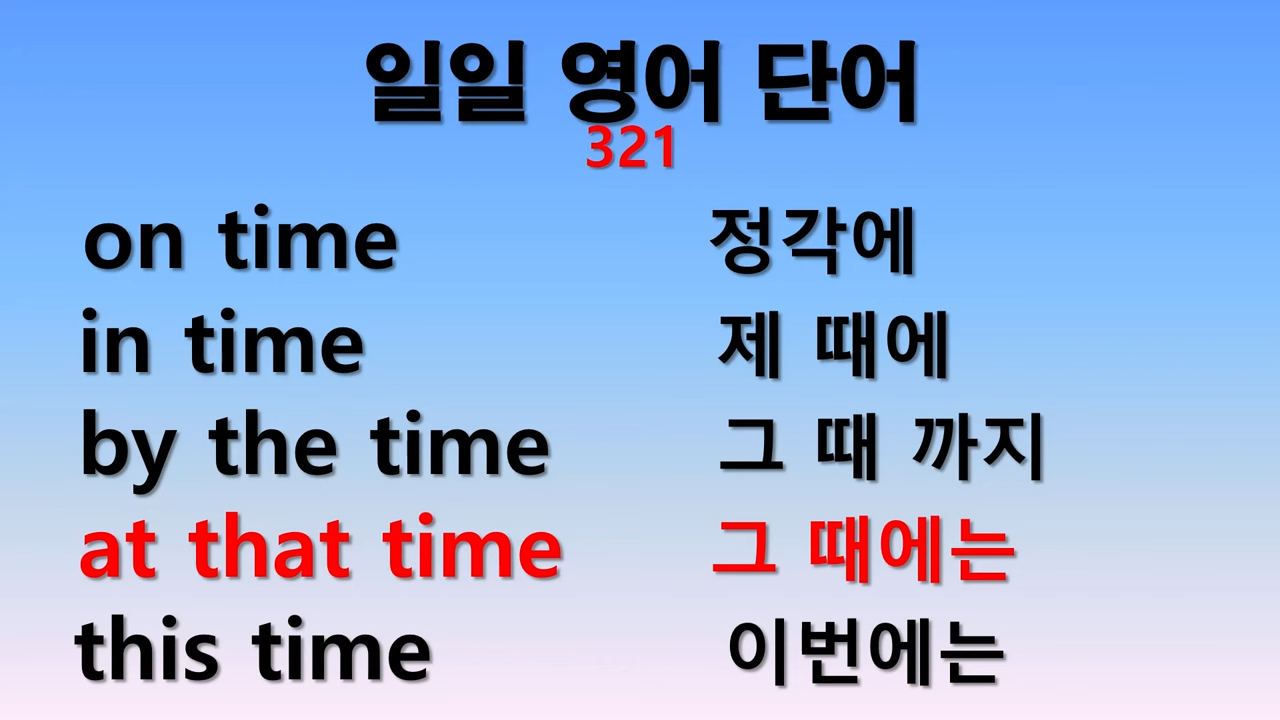 일일 영어 단어
321
on time 정각에
in time 제 때에
by the time 그 때 까지
at that time 그 때에는
this time 이번에는